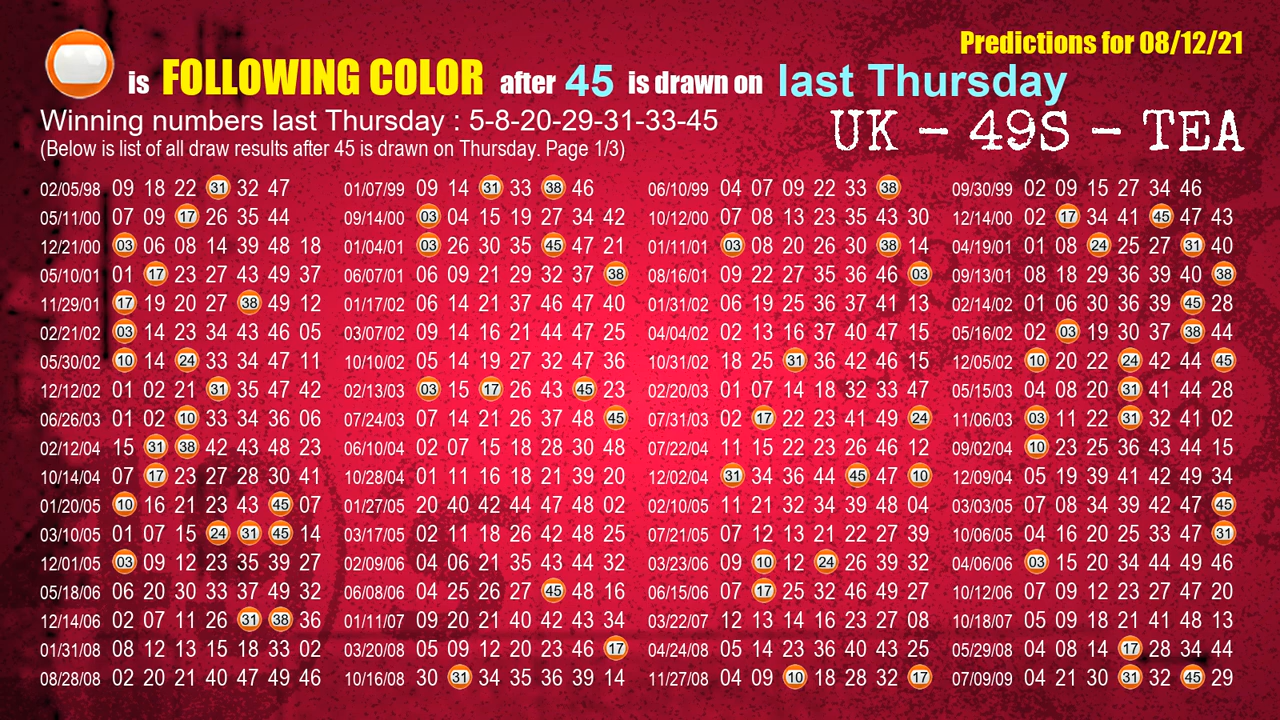 Predictions for 08/12/21
is FOLLOWING COLOR after 45 is drawn on last Thursday
Winning numbers last Thursday : 5-8-20-29-31-33-45
UK - 49S - TEA
(Below is list of all draw results after 45 is drawn on Thursday. Page 1/3)
02/05/98 09 18 22 31 32 47 01/07/99 09 14 31 33 38 46 06/10/99 04 07 09 22 33 38 09/30/99 02 09 15 27 34 46
05/11/00 07 09 17 26 35 44 09/14/00 03 04 15 19 27 34 42 10/12/00 07 08 13 23 35 43 30 12/14/00 02 17 34 41 45 47 43
12/21/00 03 06 08 14 39 48 18 01/04/01 03 26 30 35 45 47 21 01/11/01 03 08 20 26 30 38 14 04/19/01 01 08 24 25 27 31 40
05/10/01 01 17 23 27 43 49 37 06/07/01 06 09 21 29 32 37 38 08/16/01 09 22 27 35 36 46 03 09/13/01 08 18 29 36 39 40 38
11/29/01 17 19 20 27 38 49 12 01/17/02 06 14 21 37 46 47 40 01/31/02 06 19 25 36 37 41 13 02/14/02 01 06 30 36 39 45 28
02/21/02 03 14 23 34 43 46 05 03/07/02 09 14 16 21 44 47 25 04/04/02 02 13 16 37 40 47 15 05/16/02 02 03 19 30 37 38 44
05/30/02 10 14 24 33 34 47 11 10/10/02 05 14 19 27 32 47 36 10/31/02 18 25 31 36 42 46 15 12/05/02 10 20 22 24 42 44 45
12/12/02 01 02 21 31 35 47 42 02/13/03 03 15 17 26 43 45 23 02/20/03 01 07 14 18 32 33 47 05/15/03 04 08 20 31 41 44 28
06/26/03 01 02 10 33 34 36 06 07/24/03 07 14 21 26 37 48 45 07/31/03 02 17 22 23 41 49 24 11/06/03 03 11 22 31 32 41 02
02/12/04 15 31 38 42 43 48 23 06/10/04 02 07 15 18 28 30 48 07/22/04 11 15 22 23 26 46 12 09/02/04 10 23 25 36 43 44 15
10/14/04 07 17 23 27 28 30 41 10/28/04 01 11 16 18 21 39 20 12/02/04 31 34 36 44 45 47 10 12/09/04 05 19 39 41 42 49 34
01/20/05 10 16 21 23 43 45 07 01/27/05 20 40 42 44 47 48 02 02/10/05 11 21 32 34 39 48 04 03/03/05 07 08 34 39 42 47 45
03/10/05 01 07 15 24 31 45 14 03/17/05 02 11 18 26 42 48 25 07/21/05 07 12 13 21 22 27 39 10/06/05 04 16 20 25 33 47 31
12/01/05 03 09 12 23 35 39 27 02/09/06 04 06 21 35 43 44 32 03/23/06 09 10 12 24 26 39 32 04/06/06 03 15 20 34 44 49 46
05/18/06 06 20 30 33 37 49 32 06/08/06 04 25 26 27 45 48 16 06/15/06 07 17 25 32 46 49 27 10/12/06 07 09 12 23 27 47 20
12/14/06 02 07 11 26 31 38 36 01/11/07 09 20 21 40 42 43 34 03/22/07 12 13 14 16 23 27 08 10/18/07 05 09 18 21 41 48 13
01/31/08 08 12 13 15 18 33 02 03/20/08 05 09 12 20 23 46 17 04/24/08 05 14 23 36 40 43 25 05/29/08 04 08 14 17 28 34 44
08/28/08 02 20 21 40 47 49 46 10/16/08 30 31 34 35 36 39 14 11/27/08 04 09 10 18 28 32 17 07/09/09 04 21 30 31 32 45 29